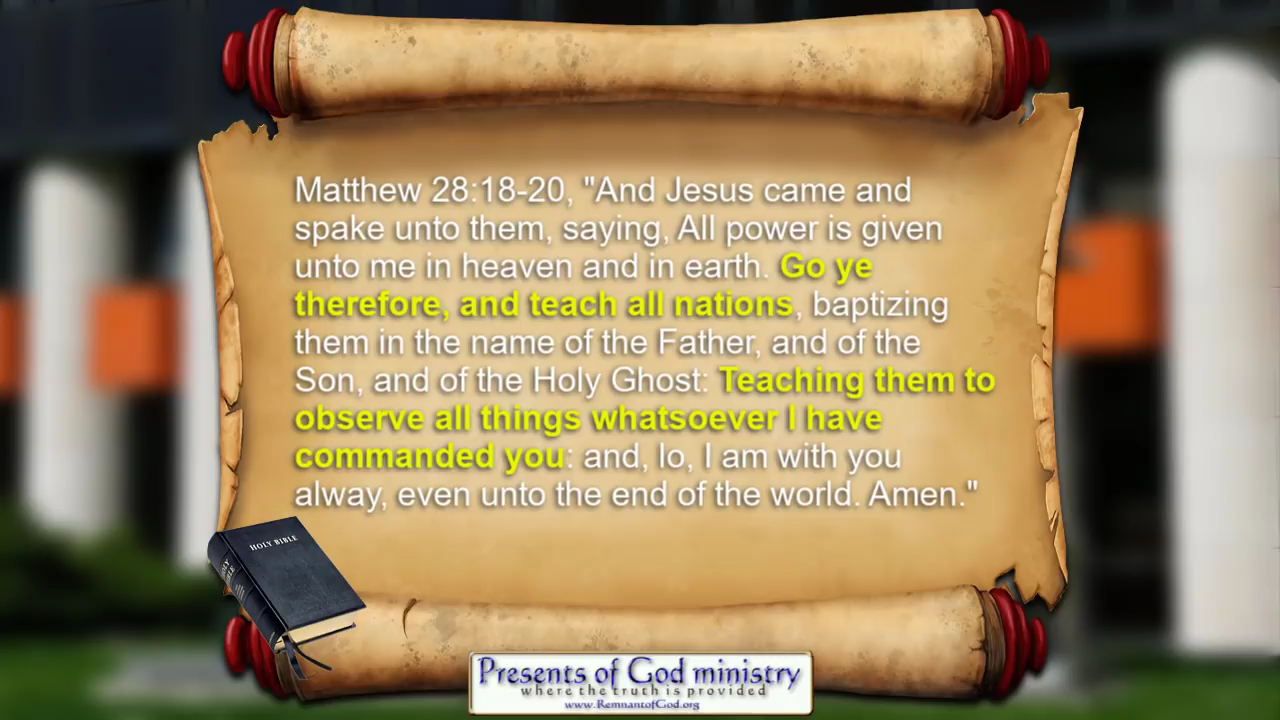 Matthew 28:18-20, "And Jesus came and
spake unto them, saying, All power is given
unto me in heaven and in earth. Go ye
therefore, and teach all nations, baptizing
them in the name of the Father, and of the
Son, and of the Holy Ghost: Teaching them to
observe all things whatsoever I have
commanded you: and, lo, I am with you
alway, even unto the end of the world. Amen."
HOLY BIBLE
HOLY BIBLE
Presents of God ministry
where the truth is provided
www.RemnantofGod.org